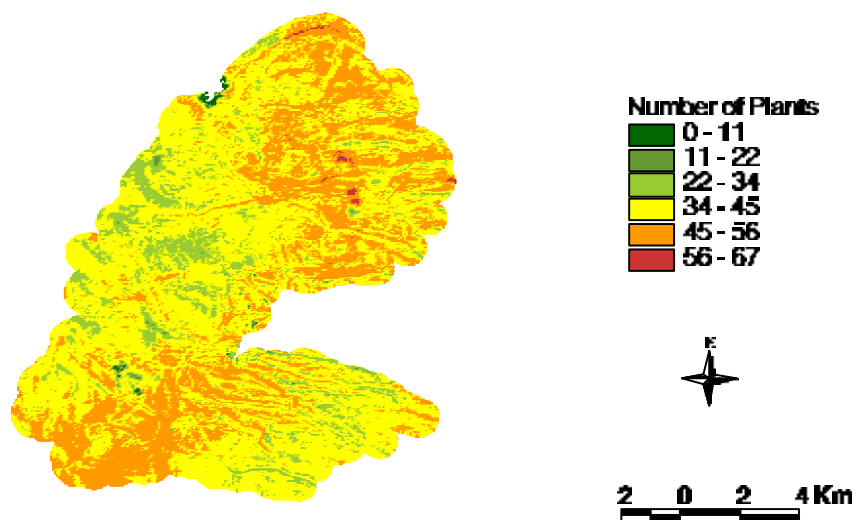 Number of Plants
0 - 11
11 - 22
22 - 34
34 - 45
45 - 56
56 - 67
E
2 0 2 4 Km